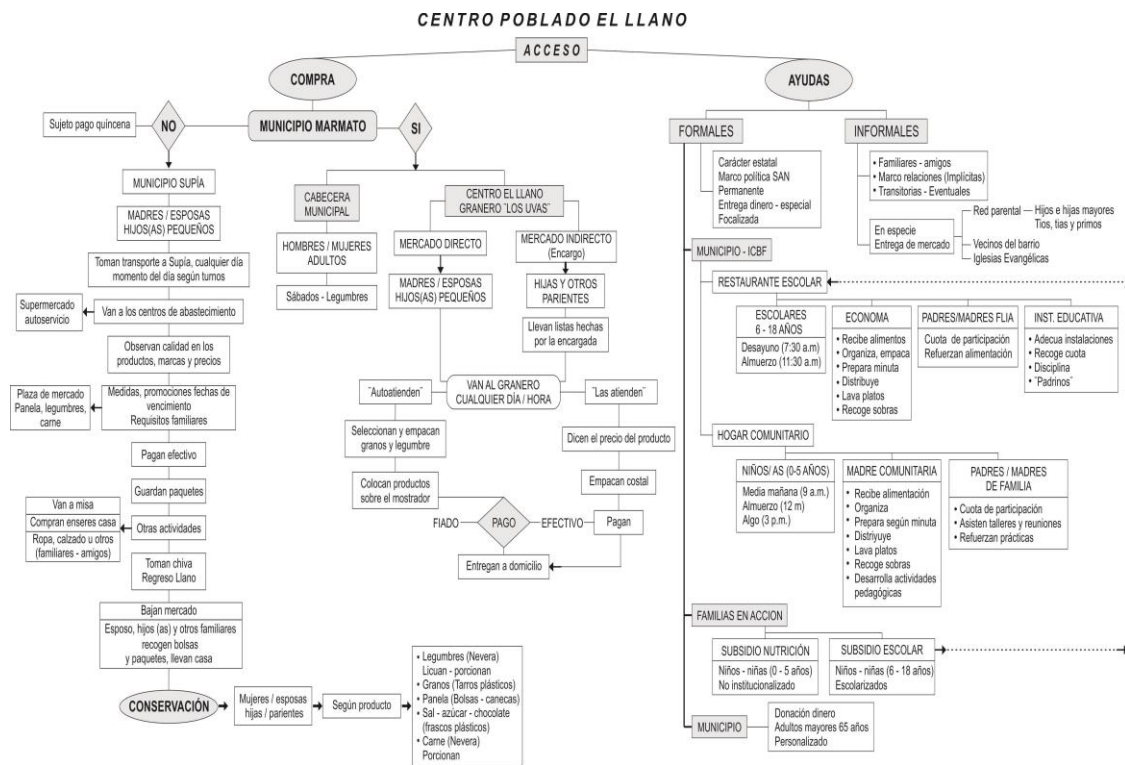 CENTRO POBLADO EL LLANO
ACCESO
COMPRA
AYUDAS
Sujeto pago quíncena
NO
MUNICIPIO MARMATO
SI
MUNICIPIO SUPÍA
MADRES / ESPOSAS
HIJOS(AS) PEQUEÑOS
Toman transporte a Supía, cualquier día
momento del día según turnos
Supermercado
autoservicio
Van a los centros de abastecimiento
Observan calidad en los
productos, marcas y precios
Plaza de mercado
Panela, legumbres,
carne
Medidas, promociones fechas de
vencimiento
Requisitos familiares
Pagan efectivo
Guardan paquetes
Van a misa
Compran enseres casa
Ropa, calzado u otros
(familiares - amigos)
Otras actividades
Toman chiva
Regreso Llano
Bajan mercado
Esposo, hijos (as) y otros familiares
recogen bolsas
y paquetes, llevan casa
CONSERVACIÓN
Mujeres / esposas
hijas / parientes
Según producto
• Legumbres (Nevera)
Licuan - porcionan
• Granos (Tarros plásticos)
• Panela (Bolsas - canecas)
• Sal - azúcar - chocolate
(frascos plásticos)
• Carne (Nevera)
Porcionan
CABECERA
MUNICIPAL
HOMBRES / MUJERES
ADULTOS
Sábados - Legumbres
CENTRO EL LLANO
GRANERO ¨LOS UVAS¨
MERCADO DIRECTO
MADRES / ESPOSAS
HIJOS(AS) PEQUEÑOS
MERCADO INDIRECTO
(Encargo)
HIJAS Y OTROS
PARIENTES
Llevan listas hechas
por la encargada
VAN AL GRANERO
CUALQUIER DÍA / HORA
¨Autoatienden¨
Seleccionan y empacan
granos y legumbre
Colocan productos
sobre el mostrador
¨Las atienden¨
Dicen el precio del producto
Empacan costal
Pagan
FIADO
PAGO
EFECTIVO
Entregan a domicilio
FORMALES
Carácter estatal
Marco política SAN
Permanente
Entrega dinero - especial
Focalizada
INFORMALES
• Familiares - amigos
• Marco relaciones (Implícitas)
• Transitorias - Eventuales
En especie
Entrega de mercado
Red parental
Hijos e hijas mayores
Tios, tias y primos
Vecinos del barrio
Iglesias Evangélicas
MUNICIPIO - ICBF
RESTAURANTE ESCOLAR
ESCOLARES
6 - 18 AÑOS
Desayuno (7:30 a.m)
Almuerzo (11:30 a.m)
ECONOMA
• Recibe alimentos
• Organiza, empaca
• Prepara minuta
• Distribuye
• Lava platos
• Recoge sobras
PADRES/MADRES FLIA
Cuota de participación
Refuerzan alimentación
INST. EDUCATIVA
• Adecua instalaciones
• Recoge cuota
• Disciplina
• ¨Padrinos¨
HOGAR COMUNITARIO
NIÑOS/ AS (0-5 AÑOS)
Media mañana (9 a.m.)
Almuerzo (12 m)
Algo (3 p.m.)
MADRE COMUNITARIA
• Recibe alimentación
• Organiza
• Prepara según minuta
• Distriyuye
• Lava platos
• Recoge sobras
• Desarrolla actividades
pedagógicas
PADRES / MADRES
DE FAMILIA
• Cuota de participación
• Asisten talleres y reuniones
• Refuerzan prácticas
FAMILIAS EN ACCION
SUBSIDIO NUTRICIÓN
Niños - niñas (0 - 5 años)
No institucionalizado
SUBSIDIO ESCOLAR
Niños - niñas (6 - 18 años)
Escolarizados
MUNICIPIO
Donación dinero
Adultos mayores 65 años
Personalizado